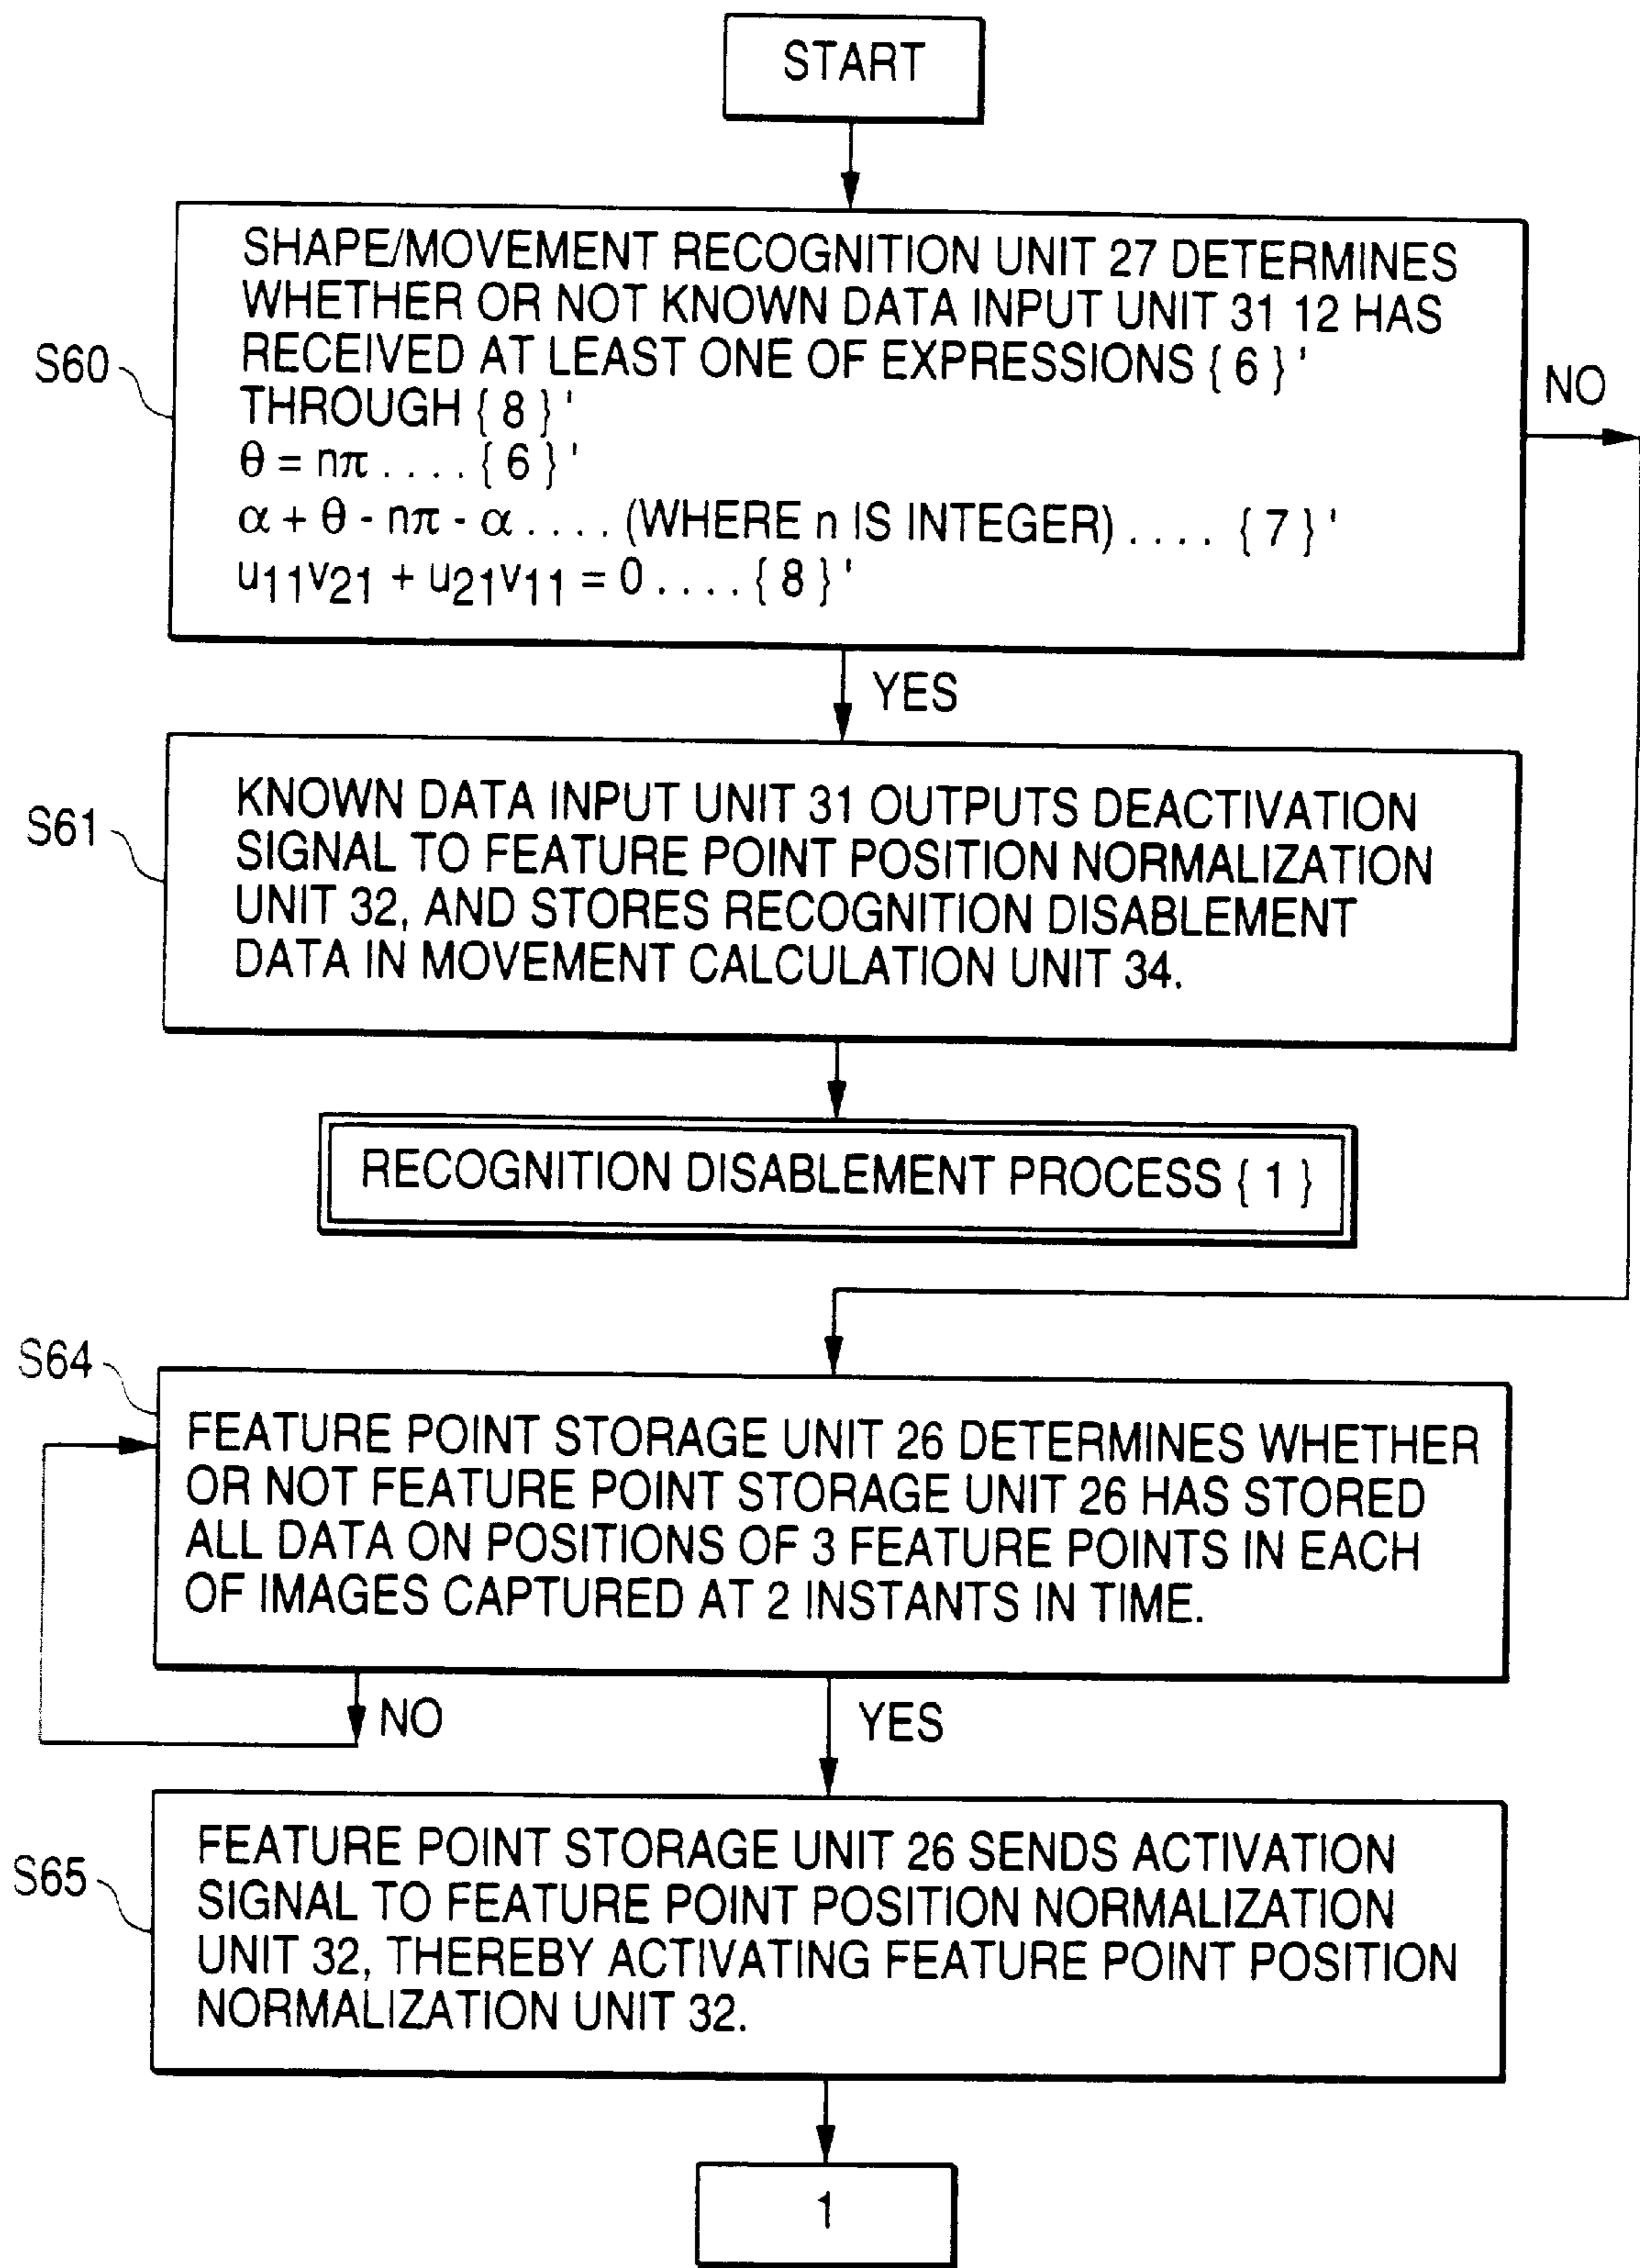 START
SHAPE/MOVEMENT RECOGNITION UNIT 27 DETERMINES
WHETHER OR NOT KNOWN DATA INPUT UNIT 31 12 HAS
RECEIVED AT LEAST ONE OF EXPRESSIONS { 6 } '
THROUGH { 8 } '
θ = nπ . . . . { 6 } '
α + θ - nπ - α . . . . (WHERE n IS INTEGER) . . . . { 7 } '
u11v21 + u21v11 = 0 . . . . { 8 } '
S60
NO
YES
S61
KNOWN DATA INPUT UNIT 31 OUTPUTS DEACTIVATION
SIGNAL TO FEATURE POINT POSITION NORMALIZATION
UNIT 32, AND STORES RECOGNITION DISABLEMENT
DATA IN MOVEMENT CALCULATION UNIT 34.
RECOGNITION DISABLEMENT PROCESS { 1 }
S64
FEATURE POINT STORAGE UNIT 26 DETERMINES WHETHER
OR NOT FEATURE POINT STORAGE UNIT 26 HAS STORED
ALL DATA ON POSITIONS OF 3 FEATURE POINTS IN EACH
OF IMAGES CAPTURED AT 2 INSTANTS IN TIME.
NO
YES
S65
FEATURE POINT STORAGE UNIT 26 SENDS ACTIVATION
SIGNAL TO FEATURE POINT POSITION NORMALIZATION
UNIT 32, THEREBY ACTIVATING FEATURE POINT POSITION
NORMALIZATION UNIT 32.
1